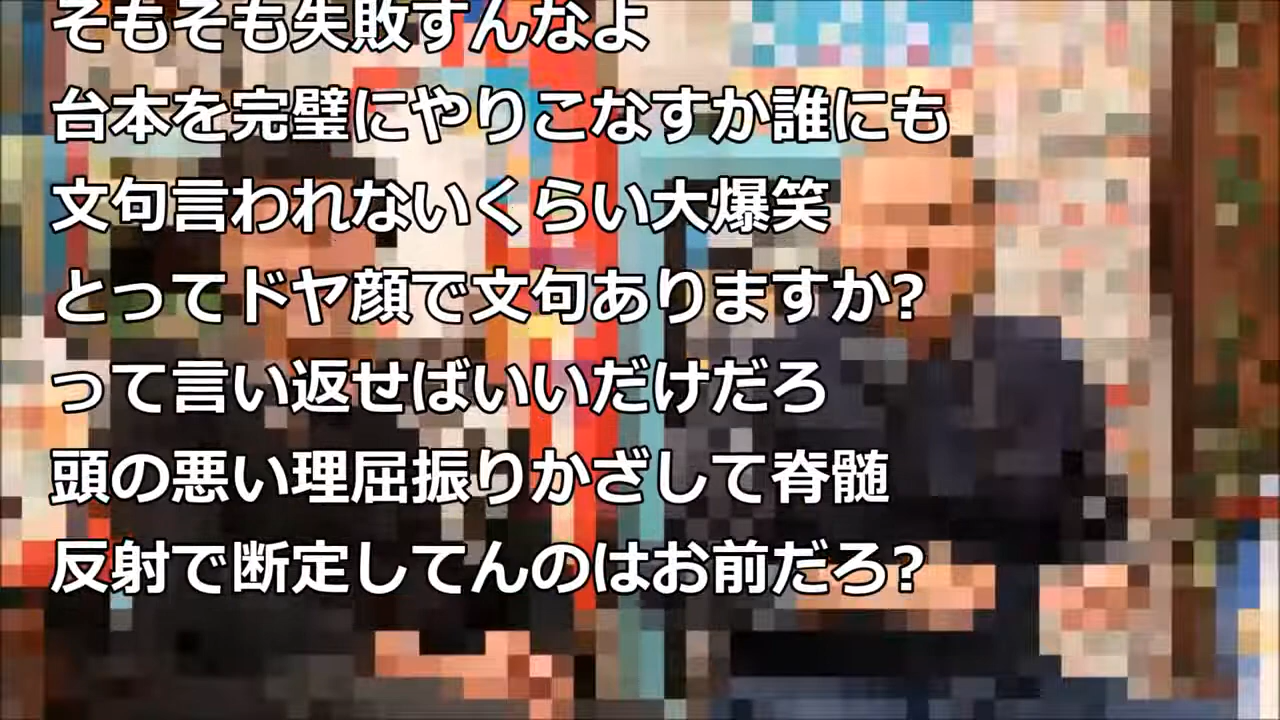 そもそも失敗すんなよ
台本を完璧にやりこなすか誰にも
文句言われないくらい大爆笑
とってドヤ顔で文句ありますか?
って言い返せばいいだけだろ
頭の悪い理屈振りかざして脊髄
反射で断定してんのはお前だろ?